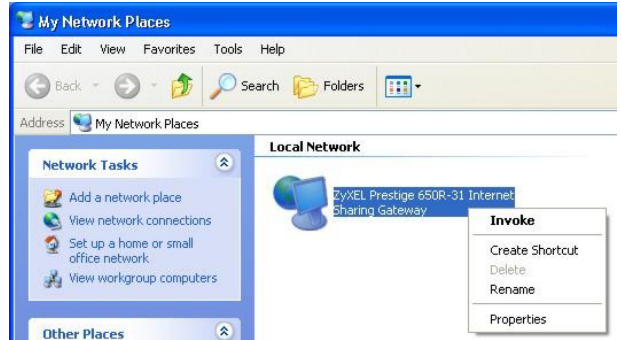 My Network Places
File Edit View Favorites Tools Help
Back Search Folders
Address My Network Places
Network Tasks
Add a network place
View network connections
Set up a home or small
office network
View workgroup computers
Other Places
Local Network
ZyXEL Prestige 650R-31 Internet
Sharing Gateway
Invoke
Create Shortcut
Delete
Rename
Properties